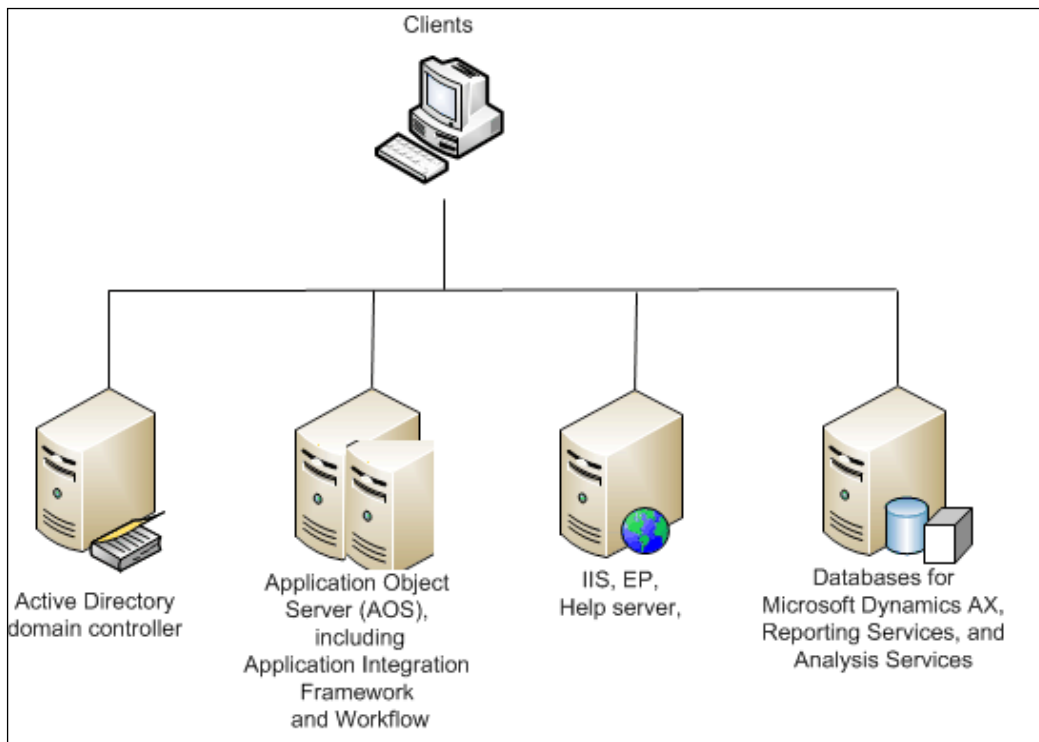 Clients
Active Directory
domain controller
Application Object
Server (AOS),
including
Application Integration
Framework
and Workflow
IIS, EP,
Help server,
Databases for
Microsoft Dynamics AX,
Reporting Services, and
Analysis Services